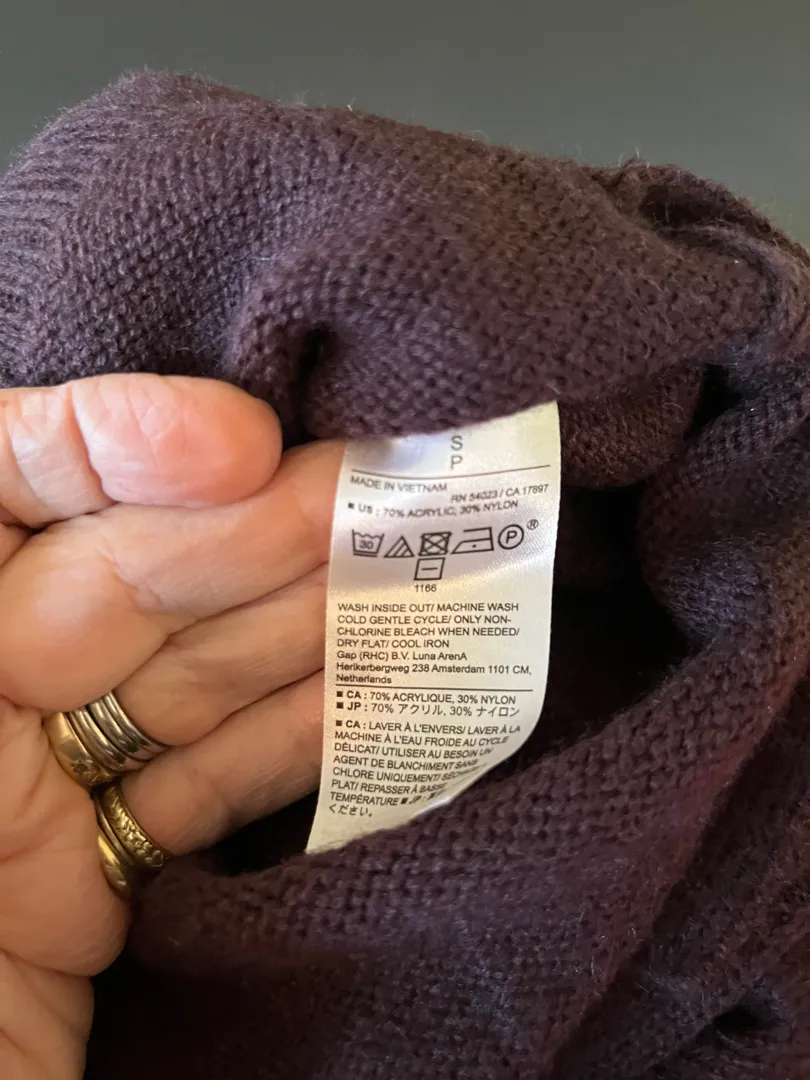 S
P
MADE IN VIETNAM
RN 54023 / CA 17897
■ US : 70% ACRYLIC, 30% NYLON
30
P®
1166
WASH INSIDE OUT/ MACHINE WASH
COLD GENTLE CYCLE/ ONLY NON-
CHLORINE BLEACH WHEN NEEDED/
DRY FLAT/ COOL IRON
Gap (RHC) B.V. Luna ArenA
Herikerbergweg 238 Amsterdam 1101 CM,
Netherlands
■ CA : 70% ACRYLIQUE, 30% NYLON
■ JP : 70% アクリル, 30% ナイロン
■ CA : LAVER À L'ENVERS/ LAVER À LA
MACHINE À L'EAU FROIDE AU CYCLE
DÉLICAT/ UTILISER AU BESOIN UN
AGENT DE BLANCHIMENT SANS
CHLORE UNIQUEMENT/
PLAT/ REPASSER À BASSE
TEMPÉRATURE ■ JP :
ください。